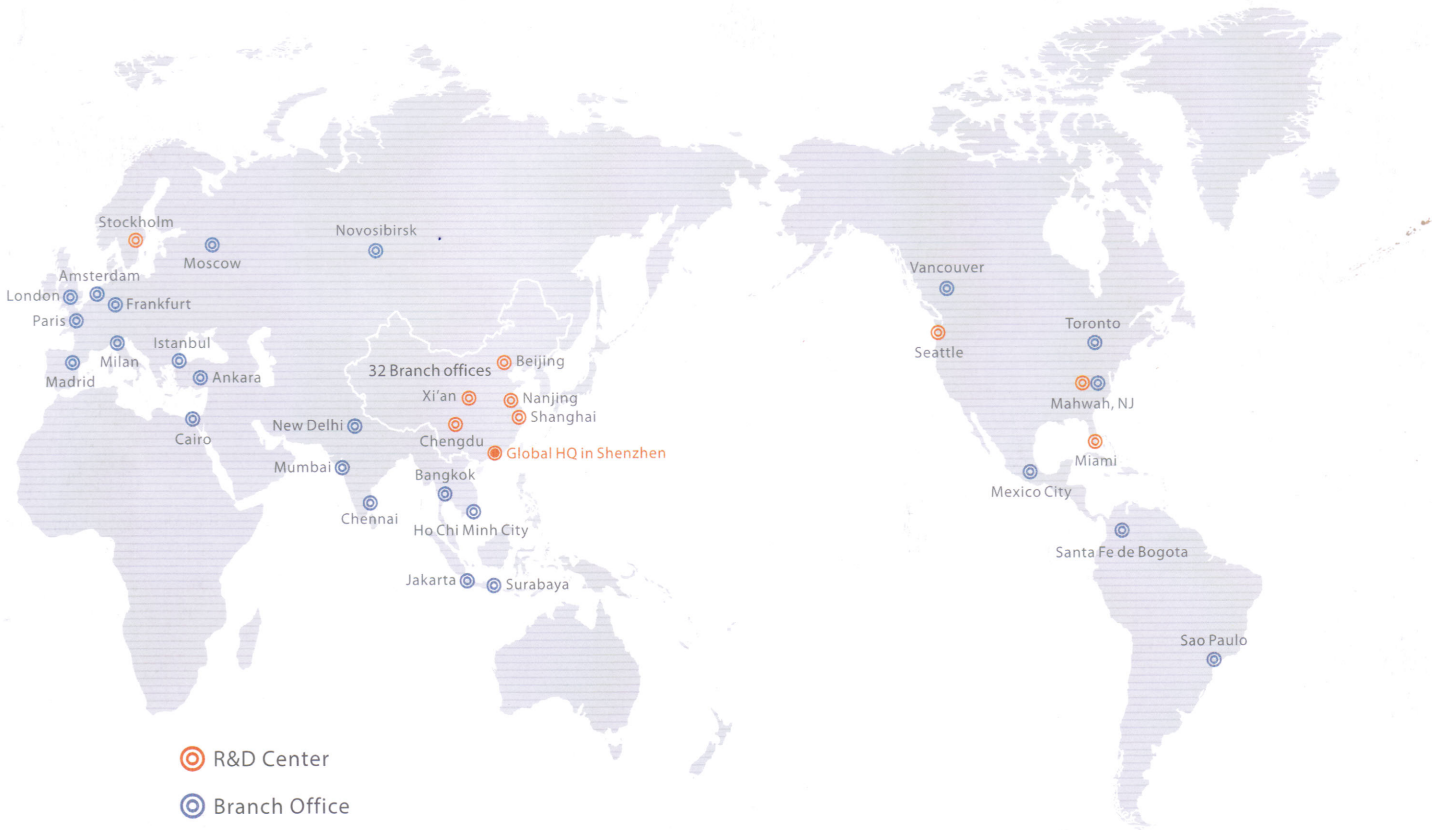 Stockholm
Novosibirsk
Moscow
Amsterdam
London
Frankfurt
Paris
Istanbul
Milan
Madrid
Ankara
Cairo
32 Branch offices
Beijing
Xi'an
Nanjing
Shanghai
New Delhi
Chengdu
Global HQ in Shenzhen
Mumbai
Bangkok
Chennai
Ho Chi Minh City
Jakarta
Surabaya
Vancouver
Toronto
Seattle
Mahwah, NJ
Miami
Mexico City
Santa Fe de Bogota
Sao Paulo
R&D Center
Branch Office